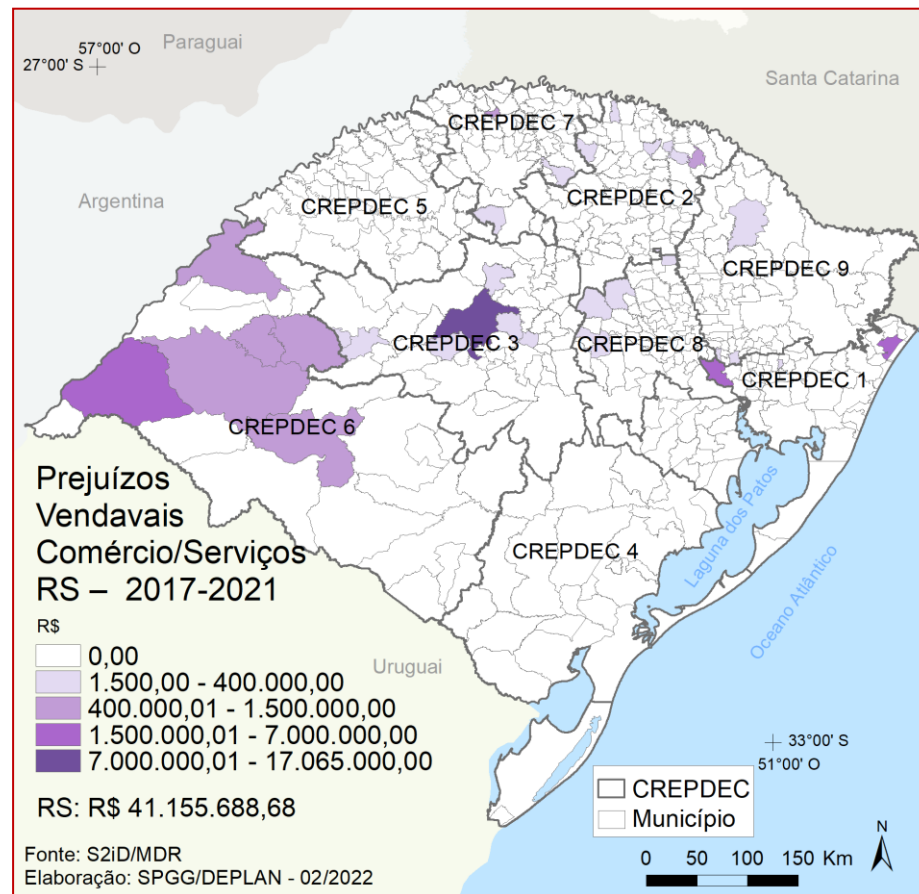 Paraguai
57°00' O
27°00' S
Santa Catarina
Argentina
CREPDEC 7
CREPDEC 5
CREPDEC 2
CREPDEC 9
CREPDEC 3
CREPDEC 8
CREPDEC 1
CREPDEC 6
CREPDEC 4
Laguna dos Patos
Oceano Atlântico
Uruguai
33°00' S
51°00' O
Prejuízos
Vendavais
Comércio/Serviços
RS – 2017-2021
R$
0,00
1.500,00 - 400.000,00
400.000,01 - 1.500.000,00
1.500.000,01 - 7.000.000,00
7.000.000,01 - 17.065.000,00
RS: R$ 41.155.688,68
Fonte: S2iD/MDR
Elaboração: SPGG/DEPLAN - 02/2022
CREPDEC
Município
N
0 50 100 150 Km